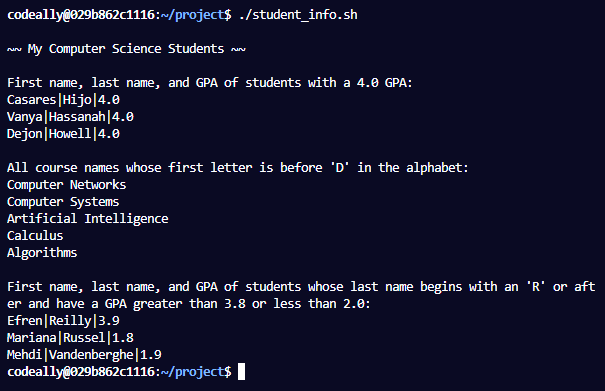 codeally@029b862c1116:~/project$ ./student_info.sh
~~ My Computer Science Students ~~
First name, last name, and GPA of students with a 4.0 GPA:
Casares|Hijo|4.0
Vanya|Hassanah|4.0
Dejon|Howell|4.0
All course names whose first letter is before 'D' in the alphabet:
Computer Networks
Computer Systems
Artificial Intelligence
Calculus
Algorithms
First name, last name, and GPA of students whose last name begins with an 'R' or aft
er and have a GPA greater than 3.8 or less than 2.0:
Efren|Reilly|3.9
Mariana|Russel|1.8
Mehdi|Vandenberghe|1.9
codeally@029b862c1116:~/project$